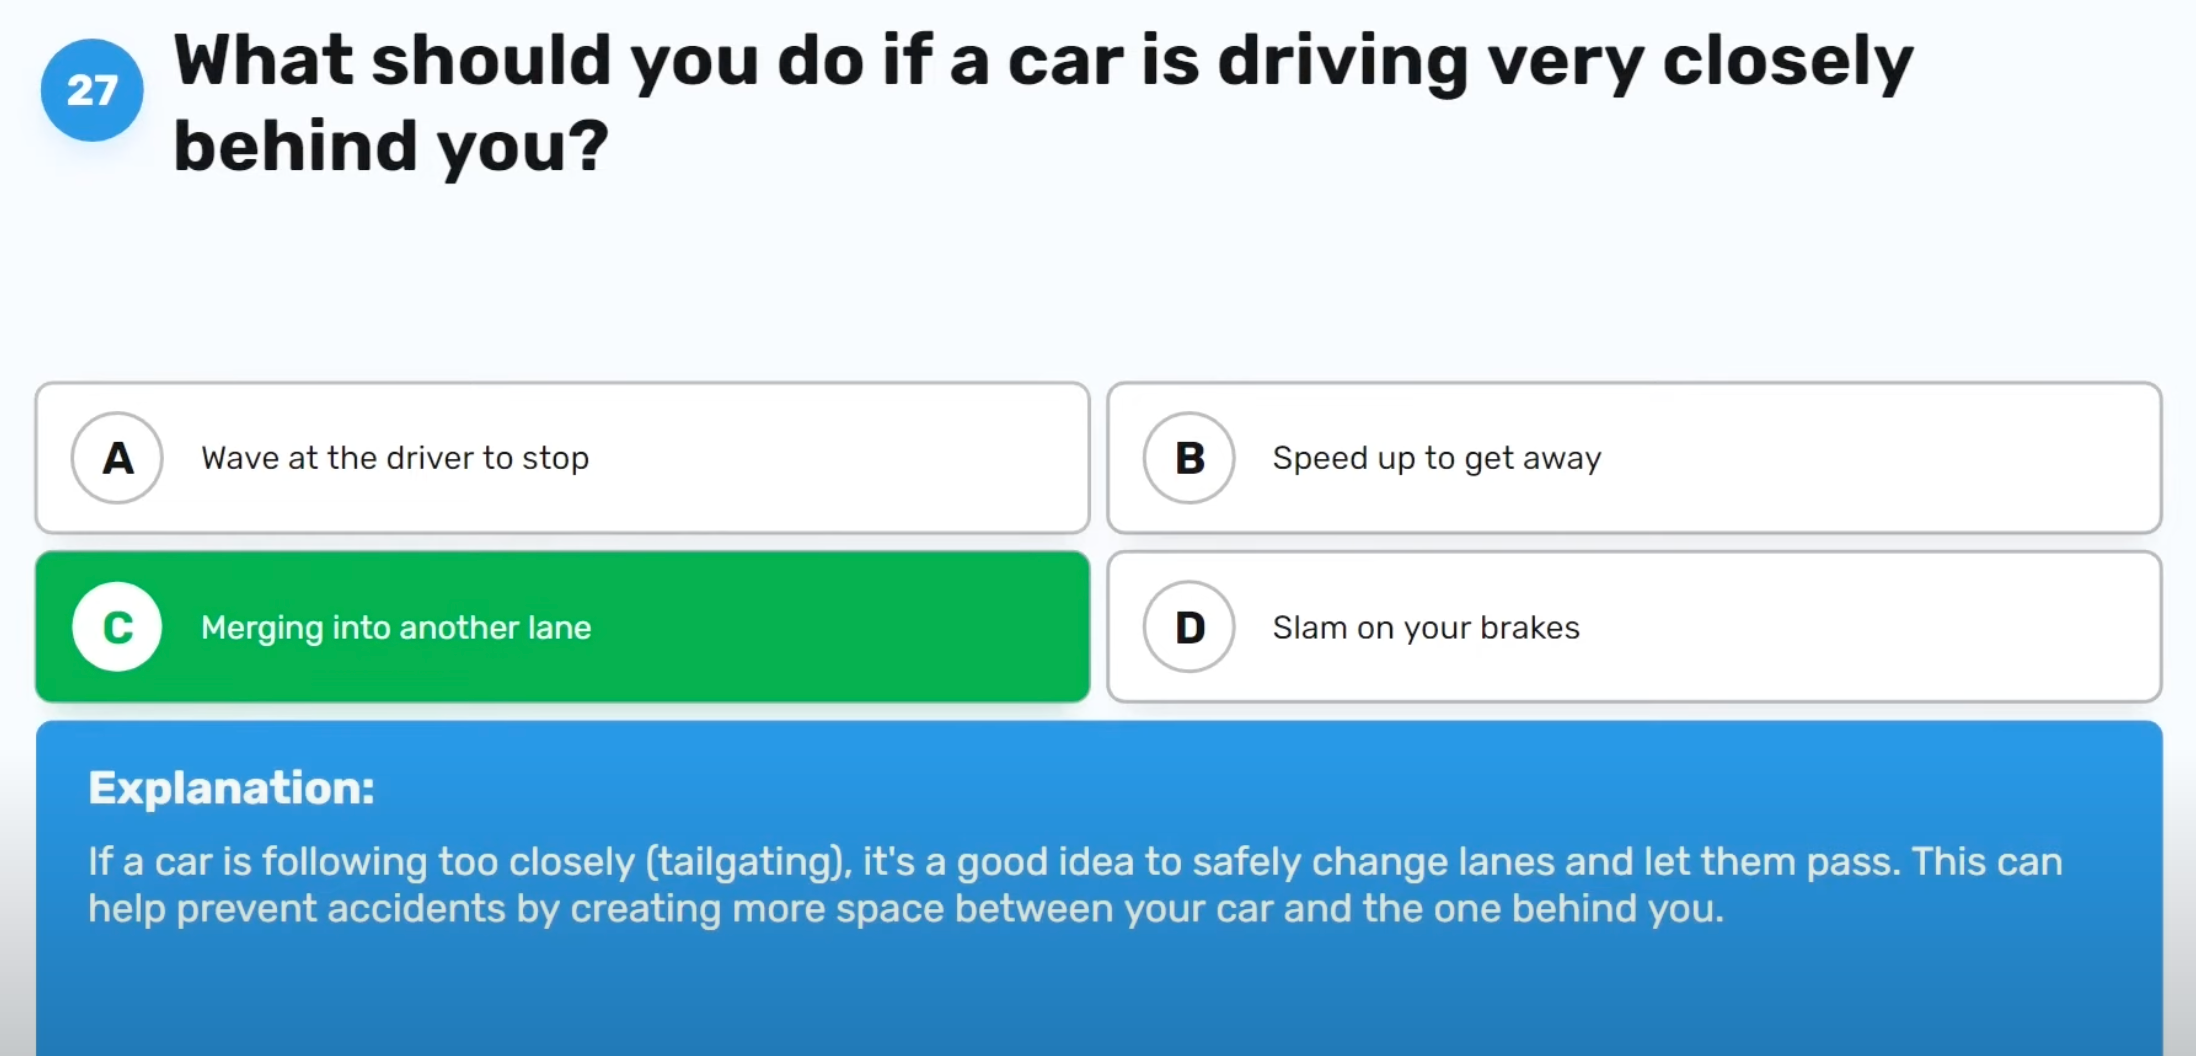 27
What should you do if a car is driving very closely
behind you?
A
Wave at the driver to stop
B
Speed up to get away
C
Merging into another lane
D
Slam on your brakes
Explanation:
If a car is following too closely (tailgating), it's a good idea to safely change lanes and let them pass. This can
help prevent accidents by creating more space between your car and the one behind you.